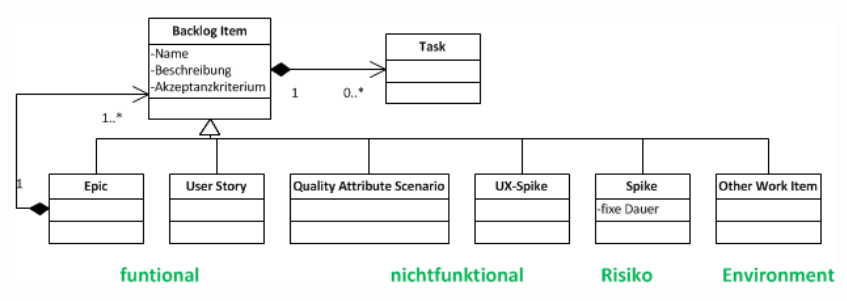 Backlog Item
-Name
-Beschreibung
-Akzeptanzkriterium
Task
1
0..*
1..*
1
Epic
User Story
Quality Attribute Scenario
UX-Spike
Spike
-fixe Dauer
Other Work Item
funtional
nichtfunktional
Risiko
Environment